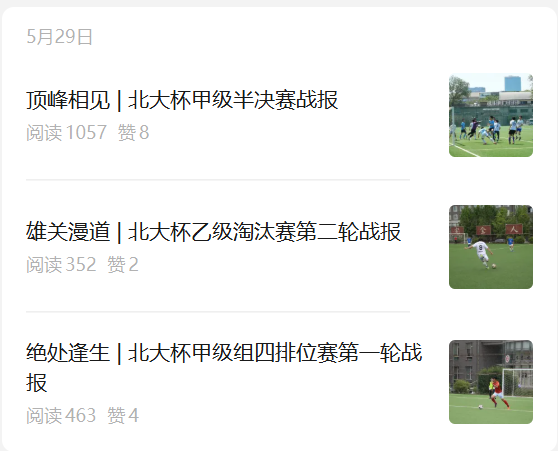 5月29日
顶峰相见 | 北大杯甲级半决赛战报
阅读 1057 赞 8
雄关漫道 | 北大杯乙级淘汰赛第二轮战报
阅读 352 赞 2
绝处逢生 | 北大杯甲级组四排位赛第一轮战
报
阅读 463 赞 4